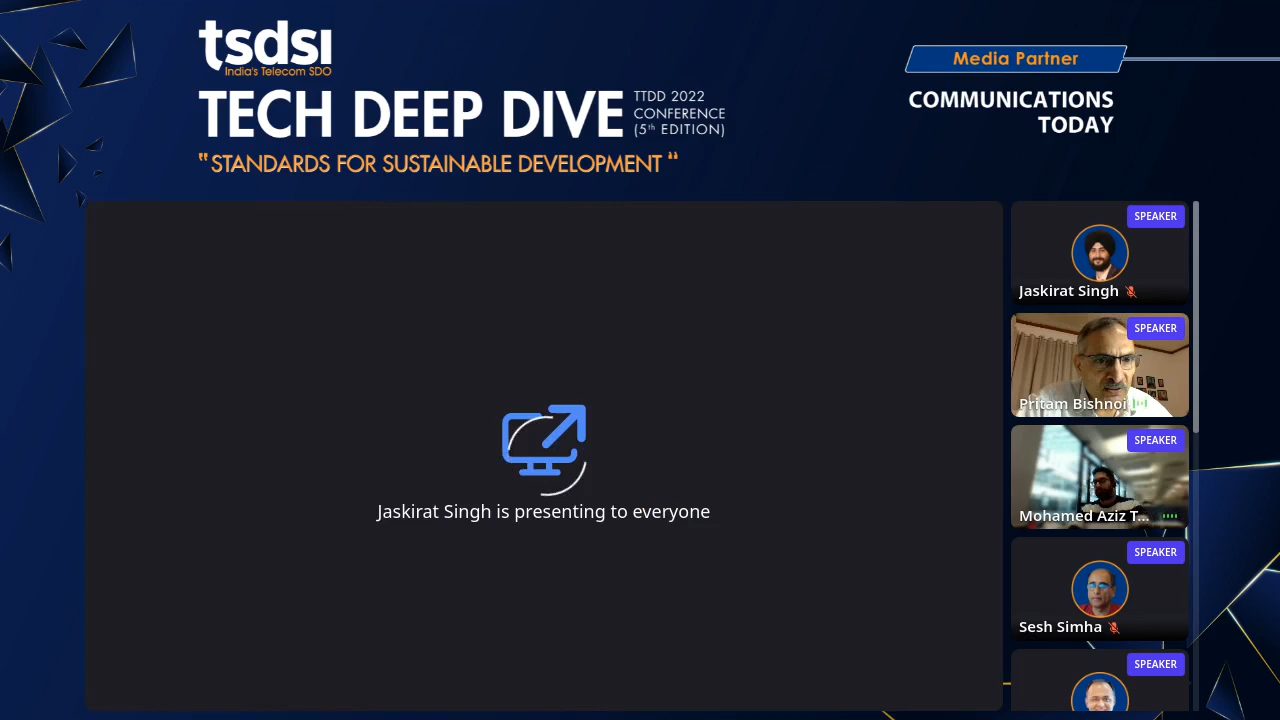 tsdsi
India's Telecom SDO
TECH DEEP DIVE
TTDD 2022
CONFERENCE
(5th EDITION)
"STANDARDS FOR SUSTAINABLE DEVELOPMENT"
Media Partner
COMMUNICATIONS
TODAY
Jaskirat Singh is presenting to everyone
SPEAKER
Jaskirat Singh
SPEAKER
Pritam Bishnoi
SPEAKER
Mohamed Aziz T...
SPEAKER
Sesh Simha
SPEAKER